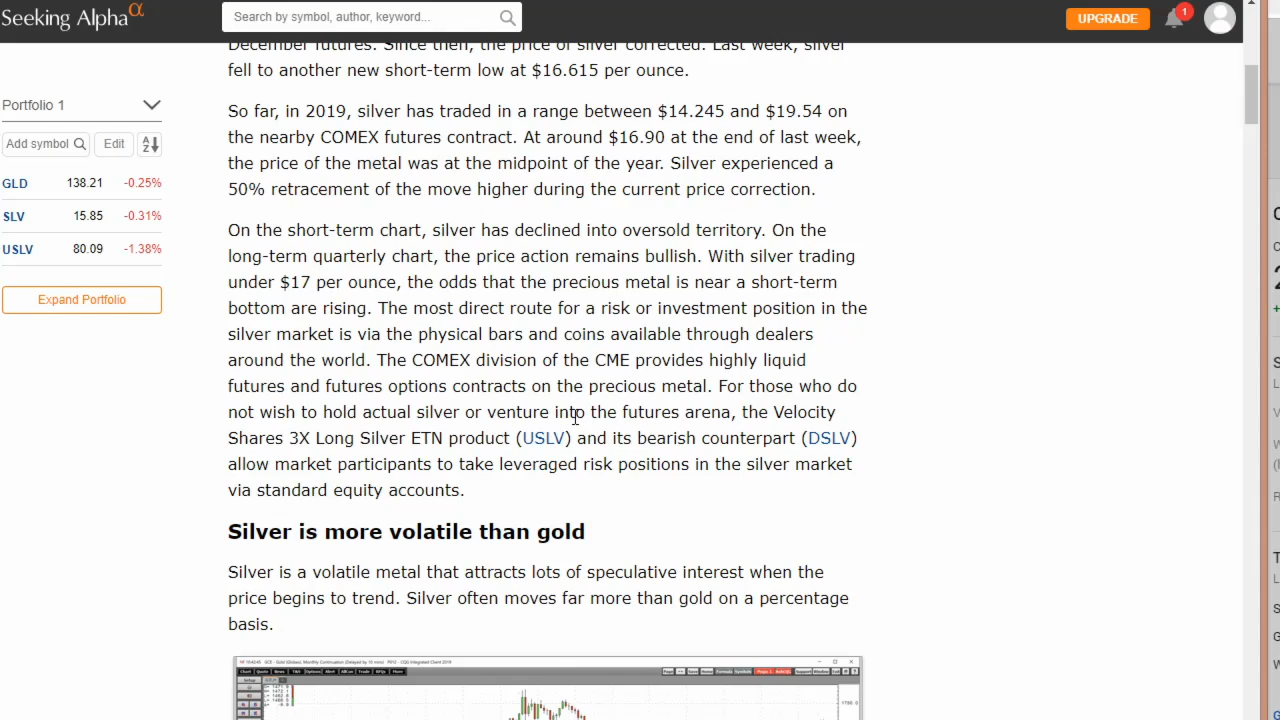 Seeking Alpha α
Search by symbol, author, keyword...
UPGRADE
1
December futures. Since then, the price of silver corrected. Last week, silver
fell to another new short-term low at $16.615 per ounce.
Portfolio 1
Add symbol
Edit
A
Z
GLD 138.21 -0.25%
SLV 15.85 -0.31%
USLV 80.09 -1.38%
Expand Portfolio
So far, in 2019, silver has traded in a range between $14.245 and $19.54 on
the nearby COMEX futures contract. At around $16.90 at the end of last week,
the price of the metal was at the midpoint of the year. Silver experienced a
50% retracement of the move higher during the current price correction.
On the short-term chart, silver has declined into oversold territory. On the
long-term quarterly chart, the price action remains bullish. With silver trading
under $17 per ounce, the odds that the precious metal is near a short-term
bottom are rising. The most direct route for a risk or investment position in the
silver market is via the physical bars and coins available through dealers
around the world. The COMEX division of the CME provides highly liquid
futures and futures options contracts on the precious metal. For those who do
not wish to hold actual silver or venture into the futures arena, the Velocity
Shares 3X Long Silver ETN product (USLV) and its bearish counterpart (DSLV)
allow market participants to take leveraged risk positions in the silver market
via standard equity accounts.
Silver is more volatile than gold
Silver is a volatile metal that attracts lots of speculative interest when the
price begins to trend. Silver often moves far more than gold on a percentage
basis.